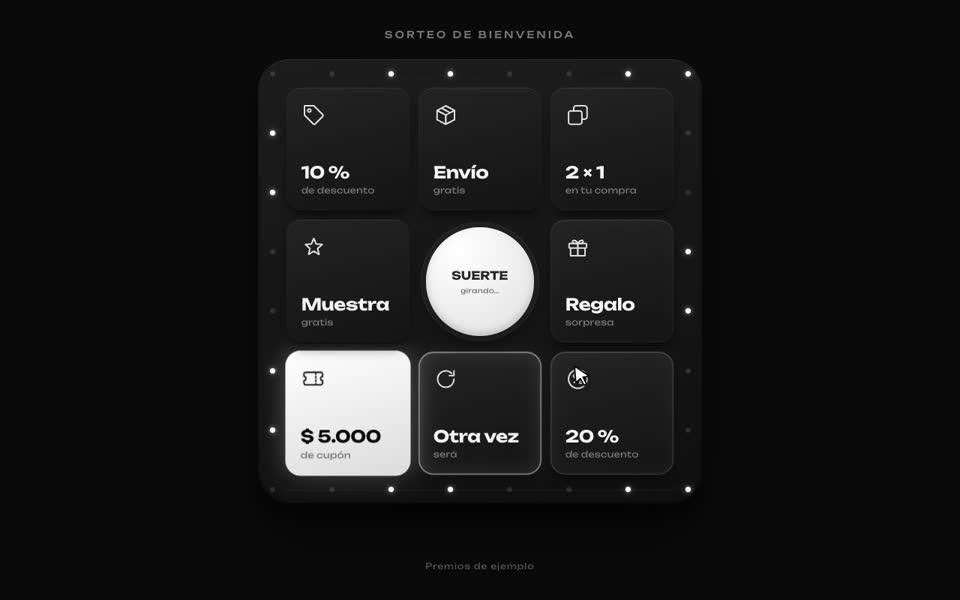 SORTEO DE BIENVENIDA
10 %
de descuento
Envío
gratis
2 × 1
en tu compra
Muestra
gratis
SUERTE
girando...
Regalo
sorpresa
$ 5.000
de cupón
Otra vez
será
20 %
de descuento
Premios de ejemplo